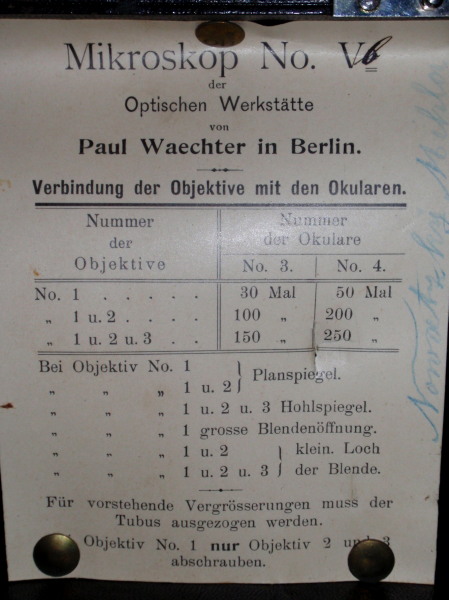 Mikroskop No. Vb
der
Optischen Werkstätte
von
Paul Waechter in Berlin.
Verbindung der Objektive mit den Okularen.
Nummer der Objektive
Nummer der Okulare
No. 3. No. 4.
No. 1 . . . . . 30 Mal 50 Mal
„ 1 u. 2 . . . . 100 „ 200 „
„ 1 u. 2 u. 3 . . 150 „ 250 „
Bei Objektiv No. 1
„ „ „ 1 u. 2 } Planspiegel.
„ „ „ 1 u. 2 u. 3 Hohlspiegel.
„ „ „ 1 grosse Blendenöffnung.
„ „ „ 1 u. 2 } klein. Loch
„ „ „ 1 u. 2 u. 3 } der Blende.
Für vorstehende Vergrösserungen muss der
Tubus ausgezogen werden.
Objektiv No. 1 nur Objektiv 2 und 3
abschrauben.